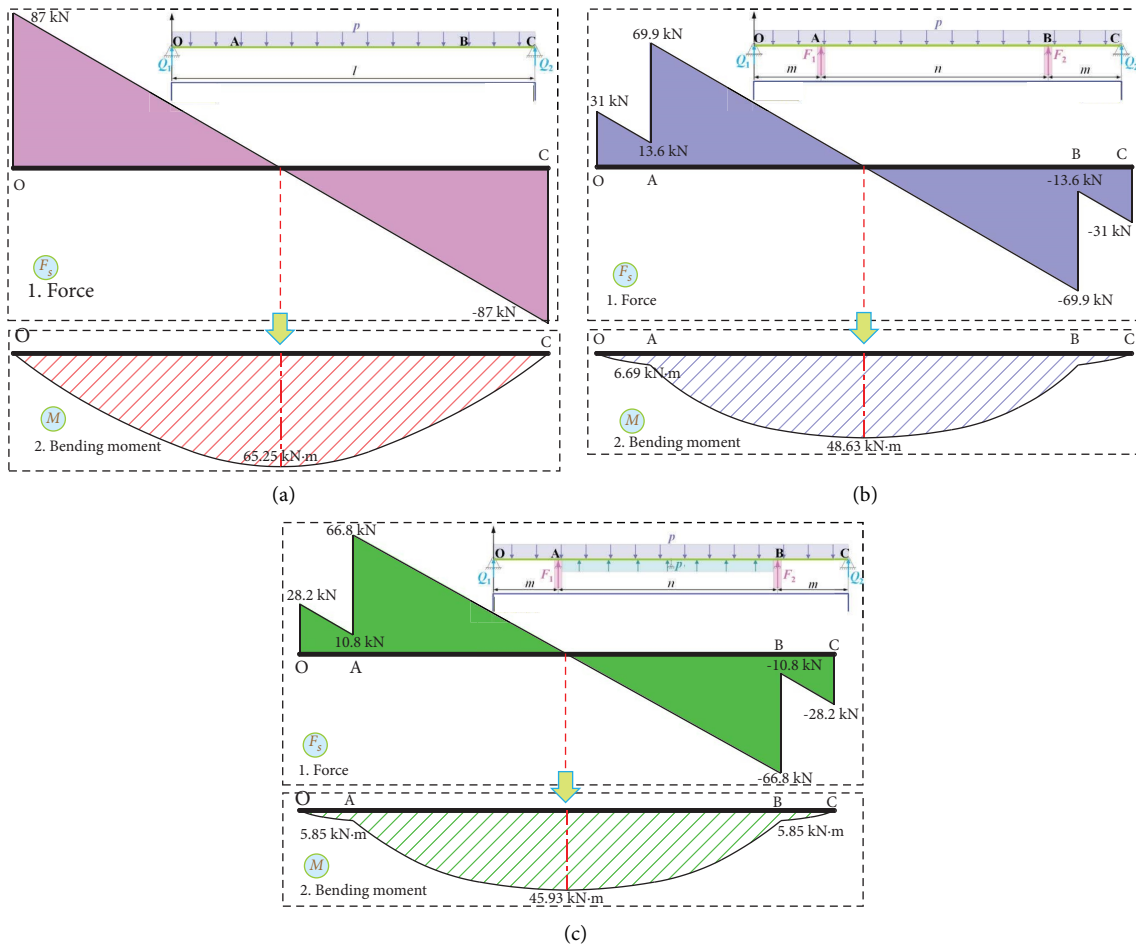 87 kN
p
O A B C
Q1 Q2
l
O
C
Fs
1. Force
-87 kN
O
C
M
2. Bending moment
65.25 kN·m
(a)
69.9 kN
p
O A B C
Q1 F1 F2 Q2
m n m
31 kN
13.6 kN
O A
B C
-13.6 kN
-31 kN
Fs
1. Force
-69.9 kN
O A B C
6.69 kN·m
M
2. Bending moment
48.63 kN·m
(b)
66.8 kN
p
O A B C
p
Q1 F1 F2 Q2
m n m
28.2 kN
10.8 kN
O A
B C
-10.8 kN
-28.2 kN
Fs
1. Force
-66.8 kN
O A B C
5.85 kN·m 5.85 kN·m
M
2. Bending moment
45.93 kN·m
(c)